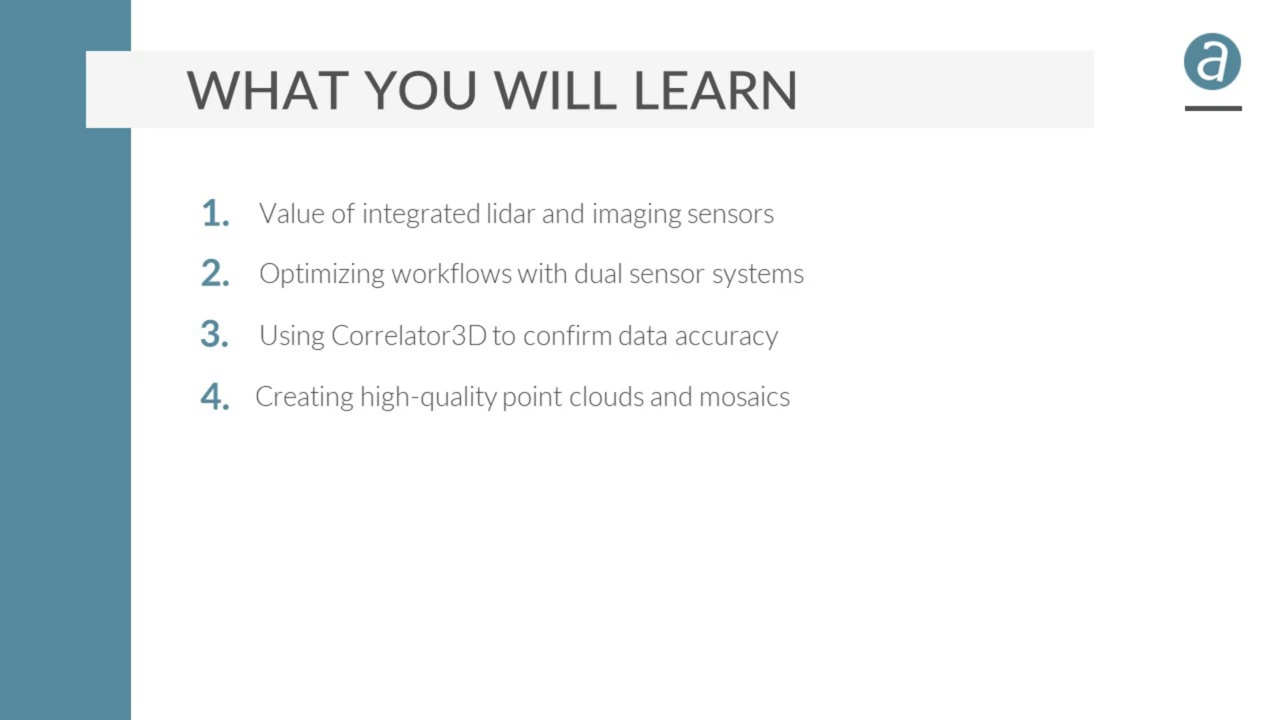 WHAT YOU WILL LEARN
a
1. Value of integrated lidar and imaging sensors
2. Optimizing workflows with dual sensor systems
3. Using Correlator3D to confirm data accuracy
4. Creating high-quality point clouds and mosaics